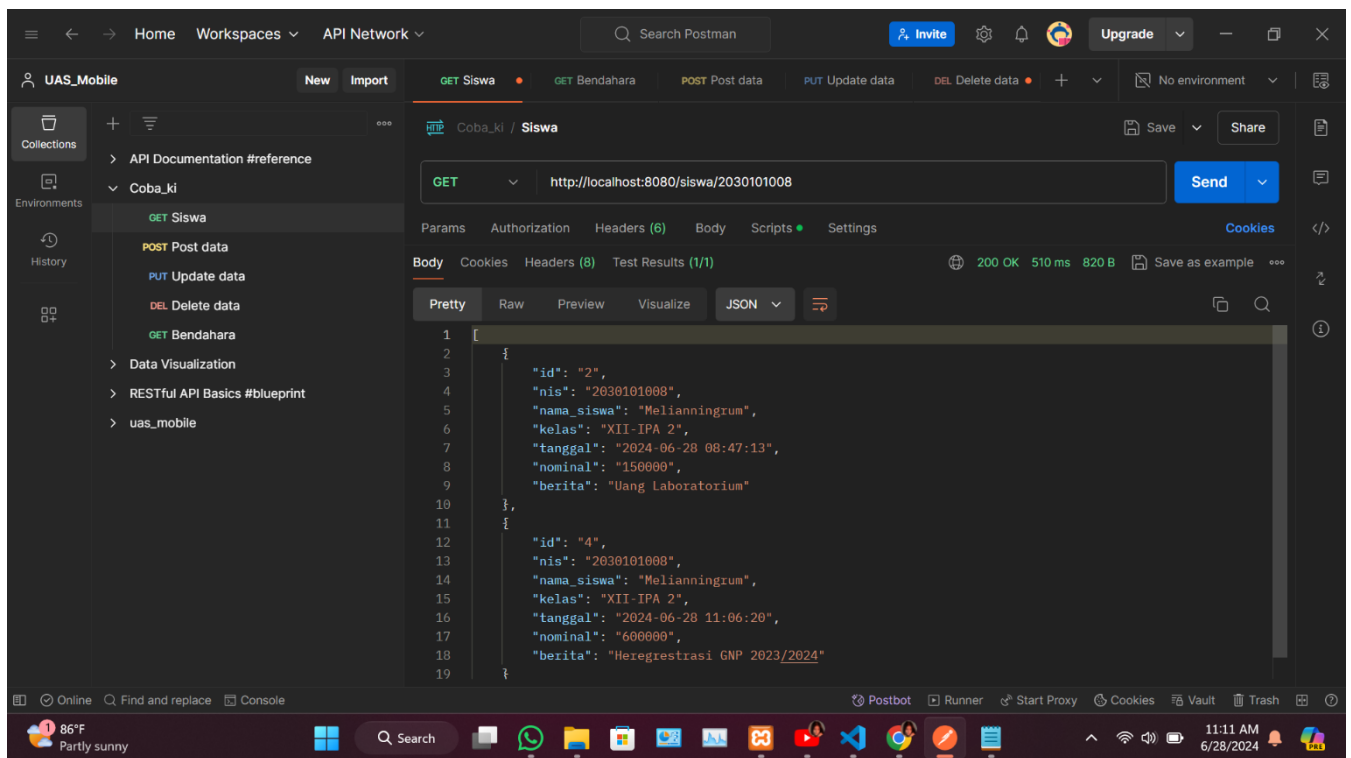 Home Workspaces API Network Search Postman Invite Upgrade
UAS_Mobile New Import GET Siswa GET Bendahara POST Post data PUT Update data DEL Delete data No environment
Collections
Environments
History
API Documentation #reference
Coba_ki
GET Siswa
POST Post data
PUT Update data
DEL Delete data
GET Bendahara
Data Visualization
RESTful API Basics #blueprint
uas_mobile
HTTP Coba_ki / Siswa Save Share
GET http://localhost:8080/siswa/2030101008 Send
Params Authorization Headers (6) Body Scripts Settings Cookies
Body Cookies Headers (8) Test Results (1/1) 200 OK 510 ms 820 B Save as example
Pretty Raw Preview Visualize JSON
1 [
2 {
3 "id": "2",
4 "nis": "2030101008",
5 "nama_siswa": "Melianningrum",
6 "kelas": "XII-IPA 2",
7 "tanggal": "2024-06-28 08:47:13",
8 "nominal": "150000",
9 "berita": "Uang Laboratorium"
10 },
11 {
12 "id": "4",
13 "nis": "2030101008",
14 "nama_siswa": "Melianningrum",
15 "kelas": "XII-IPA 2",
16 "tanggal": "2024-06-28 11:06:20",
17 "nominal": "600000",
18 "berita": "Heregrestrasi GNP 2023/2024"
19 }
Online Find and replace Console Postbot Runner Start Proxy Cookies Vault Trash
1 86°F
Partly sunny
Search
11:11 AM
6/28/2024
PRE